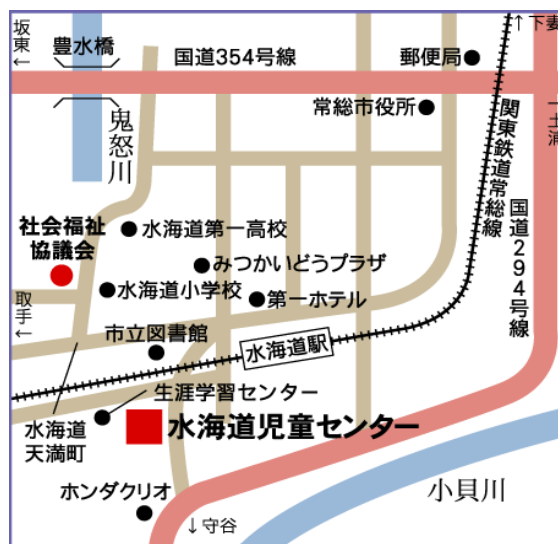 坂東←
豊水橋
国道354号線
郵便局
↑下妻
常総市役所
土浦
関東鉄道常総線
国道294号線
鬼怒川
社会福祉
協議会
水海道第一高校
みつかいどうプラザ
水海道小学校
第一ホテル
取手←
市立図書館
水海道駅
生涯学習センター
水海道児童センター
水海道
天満町
小貝川
ホンダクリオ
↓守谷